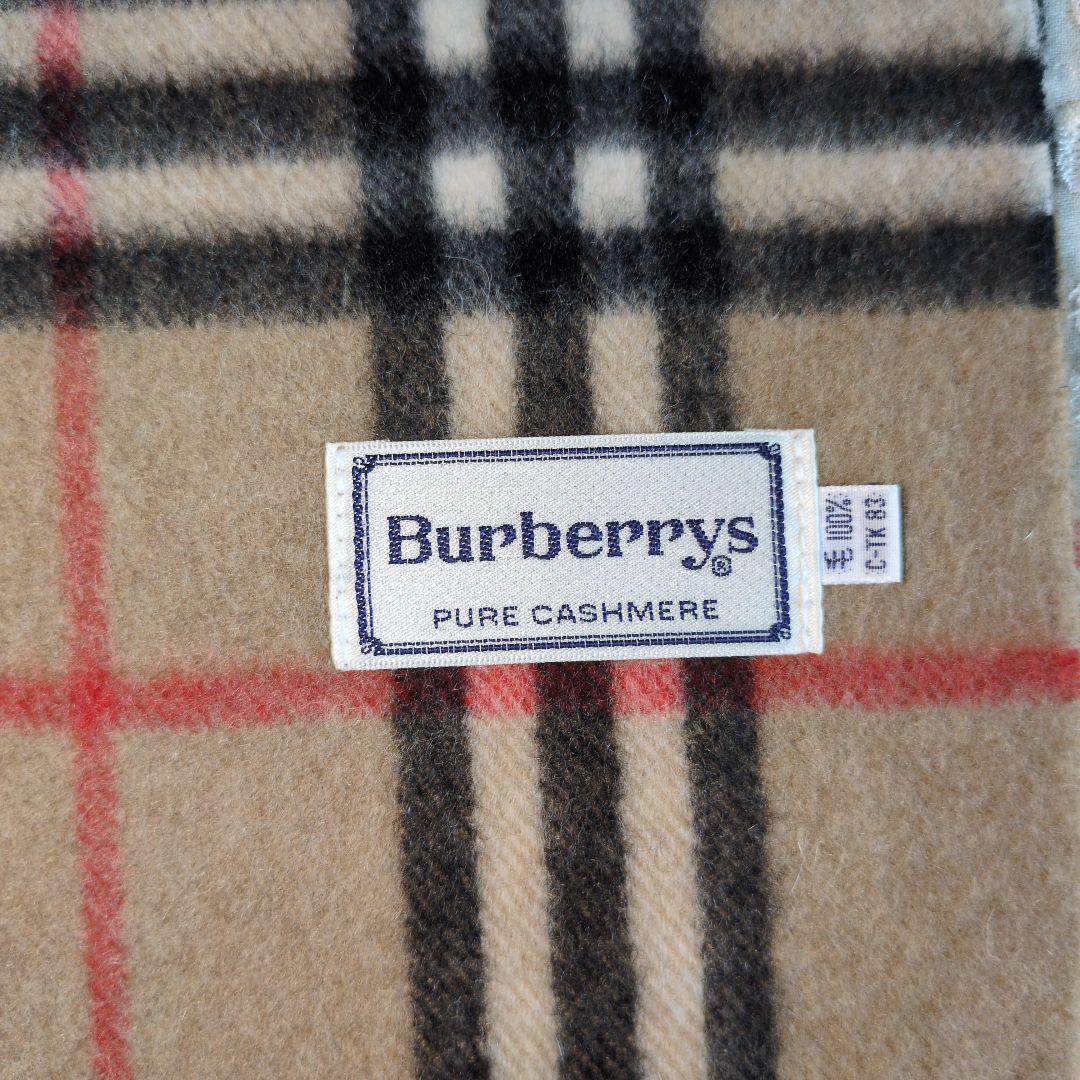 Burberrys®
PURE CASHMERE
毛 100%
C-TK 83